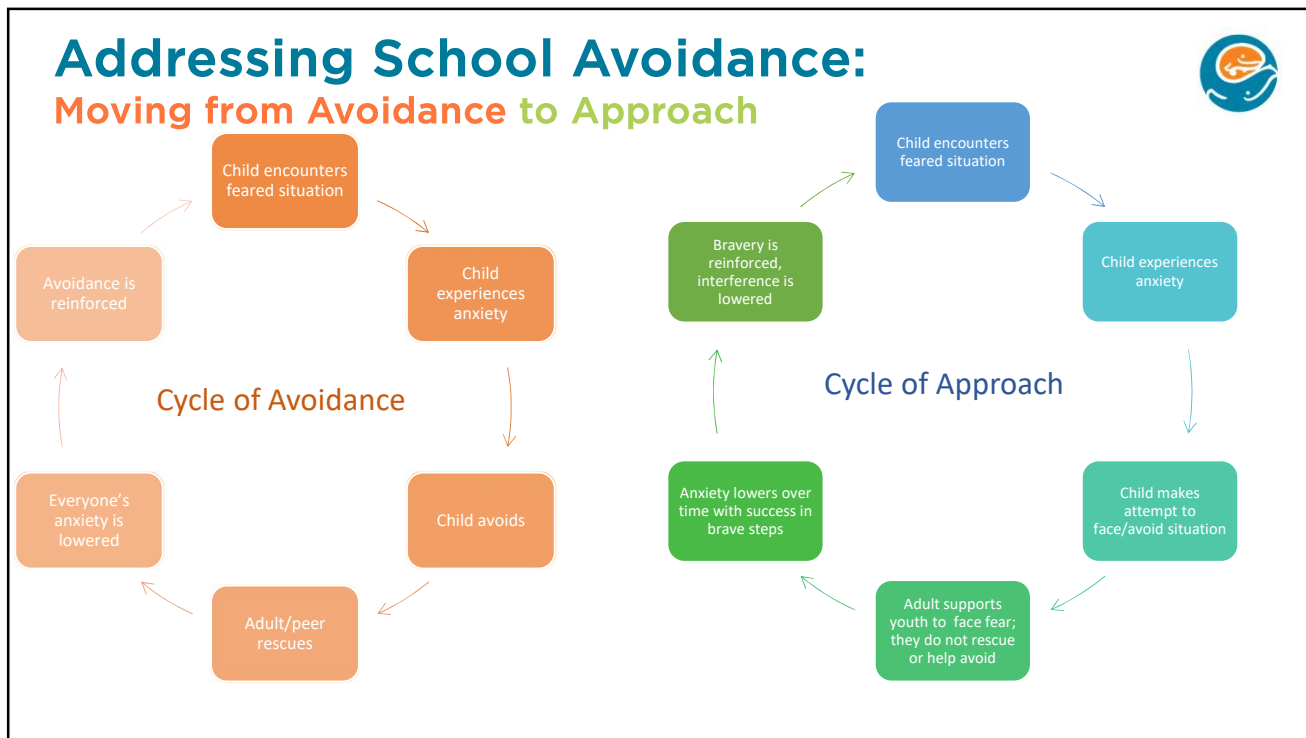 Addressing School Avoidance:
Moving from Avoidance to Approach
Child encounters
feared situation
Child
experiences
anxiety
Child avoids
Adult/peer
rescues
Everyone’s
anxiety is
lowered
Avoidance is
reinforced
Cycle of Avoidance
Child encounters
feared situation
Child experiences
anxiety
Child makes
attempt to
face/avoid situation
Adult supports
youth to face fear;
they do not rescue
or help avoid
Anxiety lowers over
time with success in
brave steps
Bravery is
reinforced,
interference is
lowered
Cycle of Approach